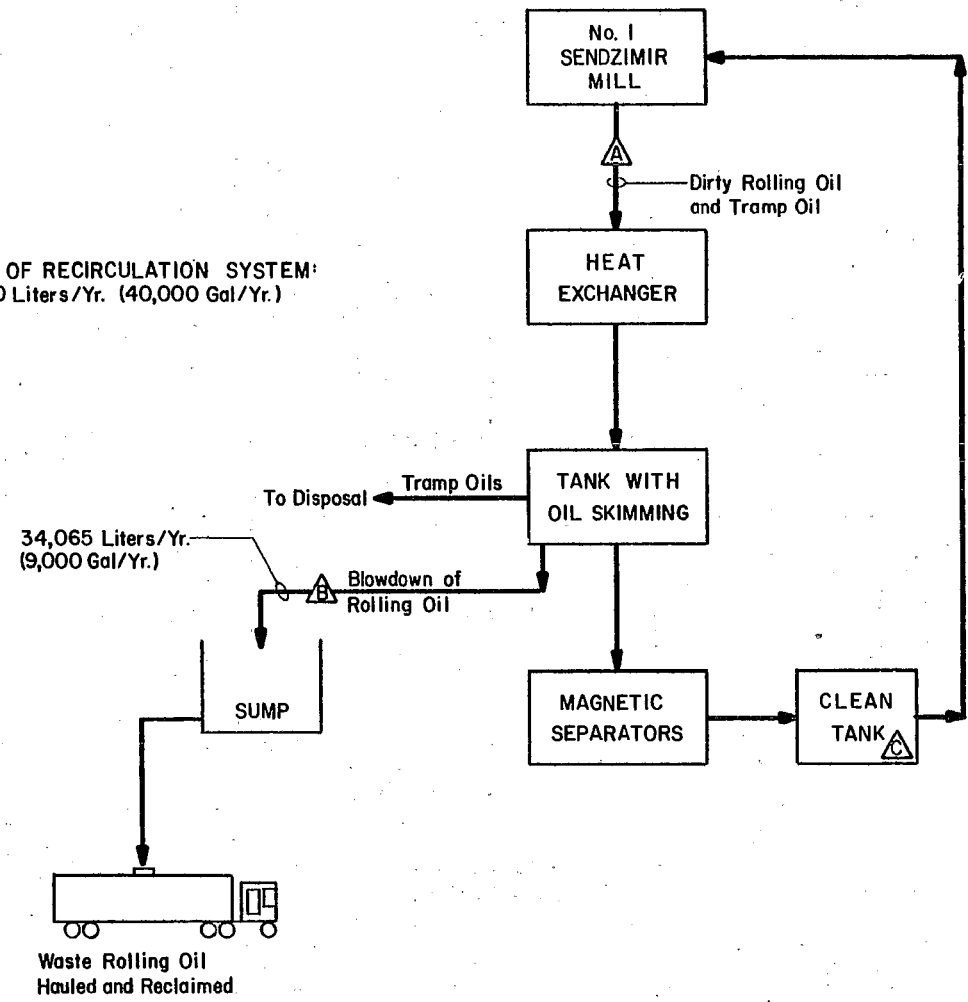 No. 1
SENDZIMIR
MILL
A
Dirty Rolling Oil
and Tramp Oil
OF RECIRCULATION SYSTEM:
0 Liters/Yr. (40,000 Gal/Yr.)
HEAT
EXCHANGER
Tramp Oils
To Disposal
TANK WITH
OIL SKIMMING
34,065 Liters/Yr.
(9,000 Gal/Yr.)
B
Blowdown of
Rolling Oil
SUMP
MAGNETIC
SEPARATORS
CLEAN
TANK
C
Waste Rolling Oil
Hauled and Reclaimed